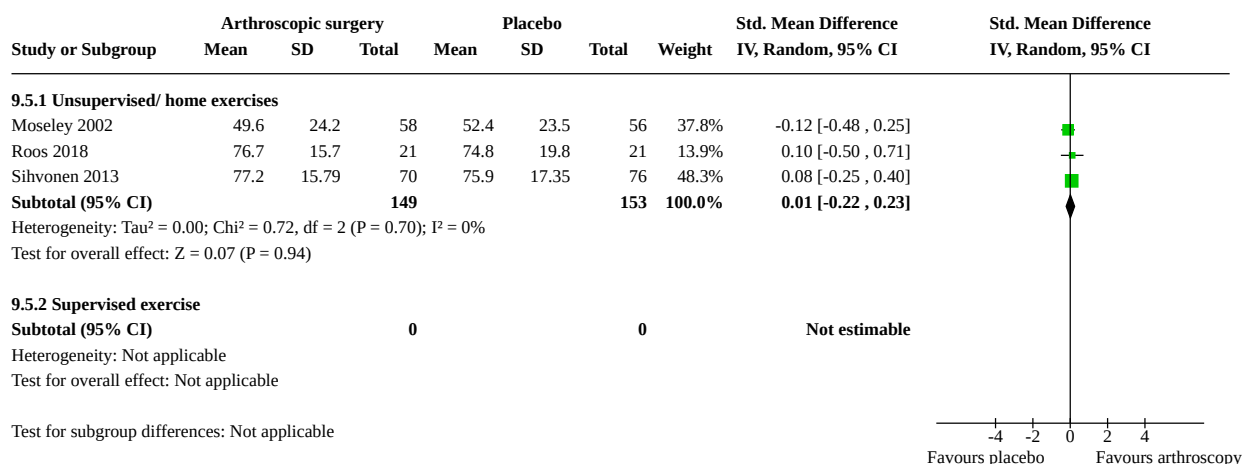 Arthroscopic surgery Placebo Std. Mean Difference Std. Mean Difference
Study or Subgroup Mean SD Total Mean SD Total Weight IV, Random, 95% CI IV, Random, 95% CI
9.5.1 Unsupervised/ home exercises
Moseley 2002 49.6 24.2 58 52.4 23.5 56 37.8% -0.12 [-0.48 , 0.25]
Roos 2018 76.7 15.7 21 74.8 19.8 21 13.9% 0.10 [-0.50 , 0.71]
Sihvonen 2013 77.2 15.79 70 75.9 17.35 76 48.3% 0.08 [-0.25 , 0.40]
Subtotal (95% CI) 149 153 100.0% 0.01 [-0.22 , 0.23]
Heterogeneity: Tau² = 0.00; Chi² = 0.72, df = 2 (P = 0.70); I² = 0%
Test for overall effect: Z = 0.07 (P = 0.94)
9.5.2 Supervised exercise
Subtotal (95% CI) 0 0 Not estimable
Heterogeneity: Not applicable
Test for overall effect: Not applicable
Test for subgroup differences: Not applicable
-4 -2 0 2 4
Favours placebo Favours arthroscopy